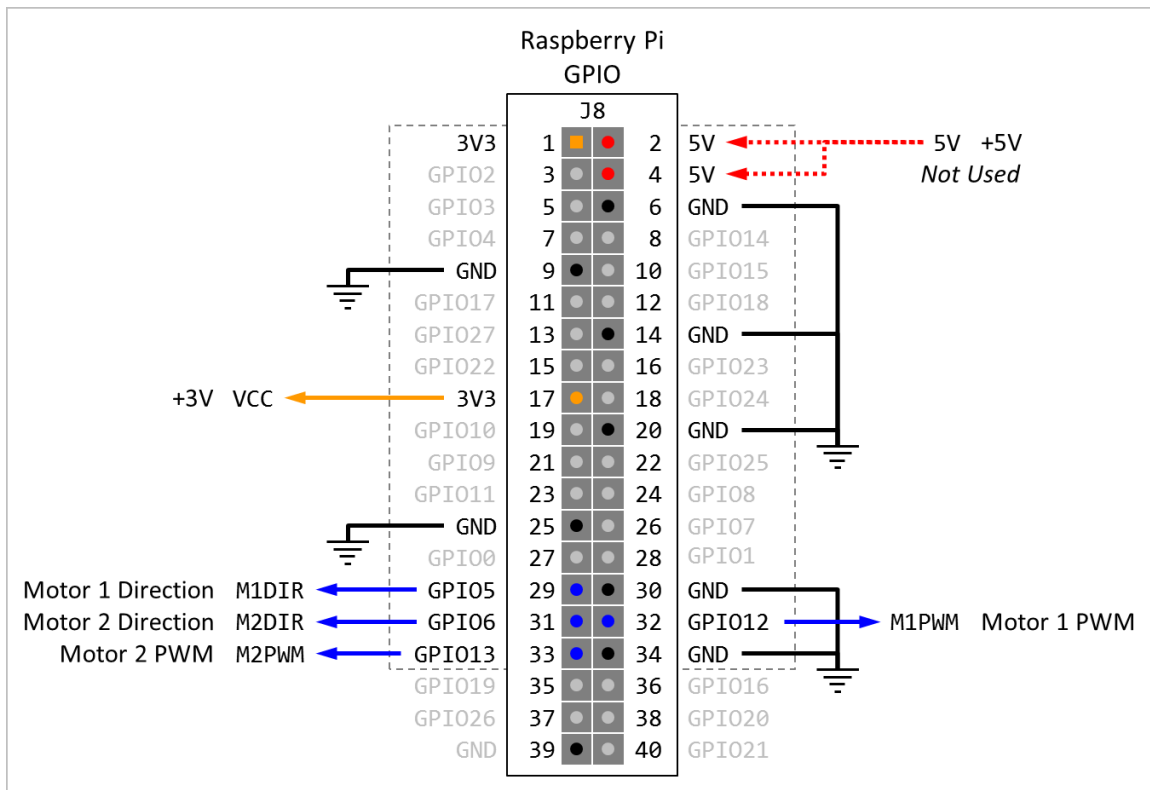 Raspberry Pi
GPIO
J8
3V3 1 2 5V 5V +5V
GPIO2 3 4 5V Not Used
GPIO3 5 6 GND
GPIO4 7 8 GPIO14
GND 9 10 GPIO15
GPIO17 11 12 GPIO18
GPIO27 13 14 GND
GPIO22 15 16 GPIO23
+3V VCC 3V3 17 18 GPIO24
GPIO10 19 20 GND
GPIO9 21 22 GPIO25
GPIO11 23 24 GPIO8
GND 25 26 GPIO7
GPIO0 27 28 GPIO1
Motor 1 Direction M1DIR GPIO5 29 30 GND
Motor 2 Direction M2DIR GPIO6 31 32 GPIO12 M1PWM Motor 1 PWM
Motor 2 PWM M2PWM GPIO13 33 34 GND
GPIO19 35 36 GPIO16
GPIO26 37 38 GPIO20
GND 39 40 GPIO21